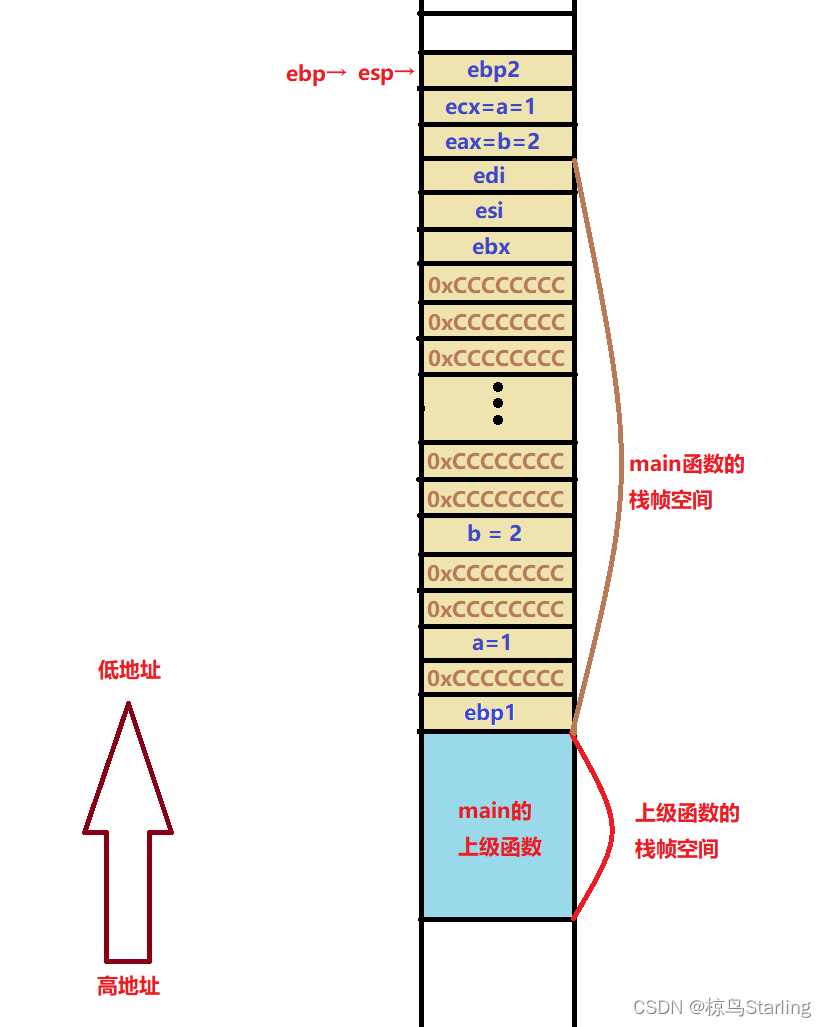 ebp→ esp→
ebp2
ecx=a=1
eax=b=2
edi
esi
ebx
0xCCCCCCCC
0xCCCCCCCC
0xCCCCCCCC
0xCCCCCCCC
0xCCCCCCCC
b = 2
0xCCCCCCCC
0xCCCCCCCC
a=1
0xCCCCCCCC
ebp1
main函数的
栈帧空间
低地址
高地址
main的
上级函数
上级函数的
栈帧空间
CSDN @椋鸟Starling